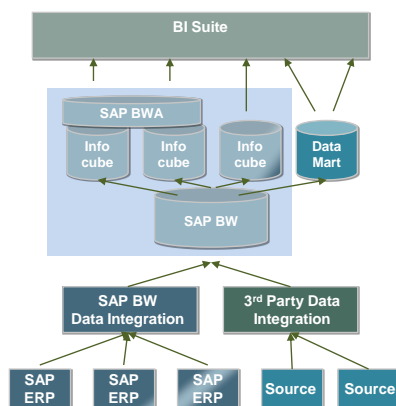 BI Suite
SAP BWA
Info
cube
Info
cube
Info
cube
Data
Mart
SAP BW
SAP BW
Data Integration
3rd Party Data
Integration
SAP
ERP
SAP
ERP
SAP
ERP
Source
Source